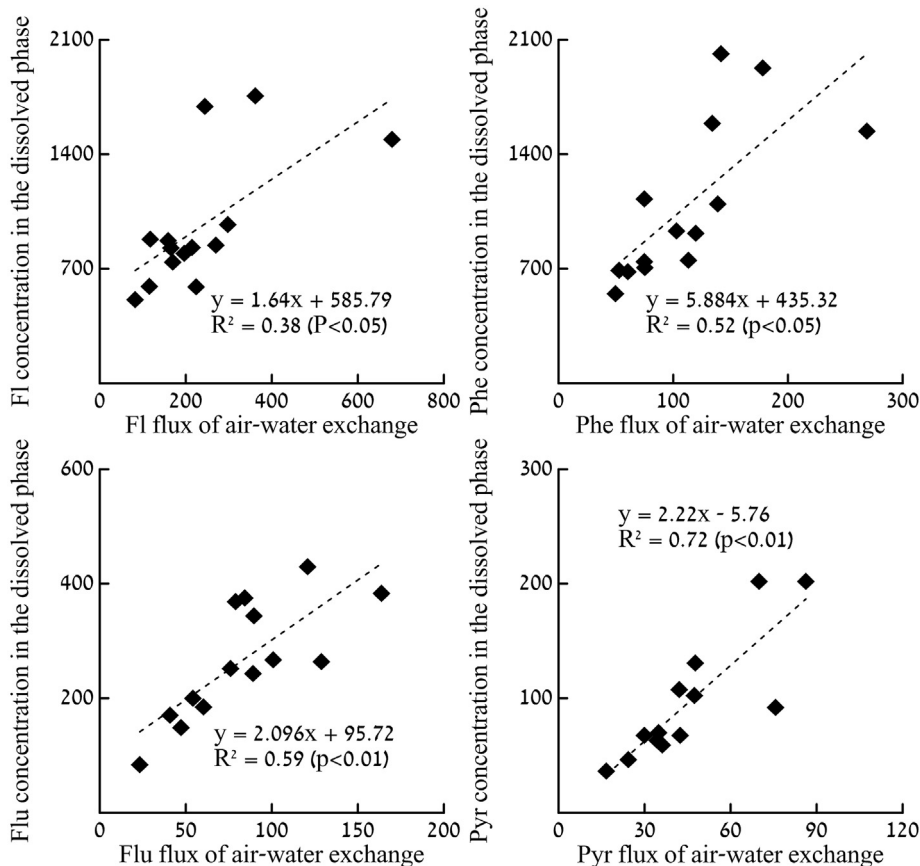 Fl concentration in the dissolved phase
2100
1400
700
y = 1.64x + 585.79
R² = 0.38 (P<0.05)
0 200 400 600 800
Fl flux of air-water exchange
Phe concentration in the dissolved phase
2100
1400
700
y = 5.884x + 435.32
R² = 0.52 (p<0.05)
0 100 200 300
Phe flux of air-water exchange
Flu concentration in the dissolved phase
600
400
200
0
y = 2.096x + 95.72
R² = 0.59 (p<0.01)
0 50 100 150 200
Flu flux of air-water exchange
Pyr concentration in the dissolved phase
300
200
100
0
y = 2.22x - 5.76
R² = 0.72 (p<0.01)
0 30 60 90 120
Pyr flux of air-water exchange